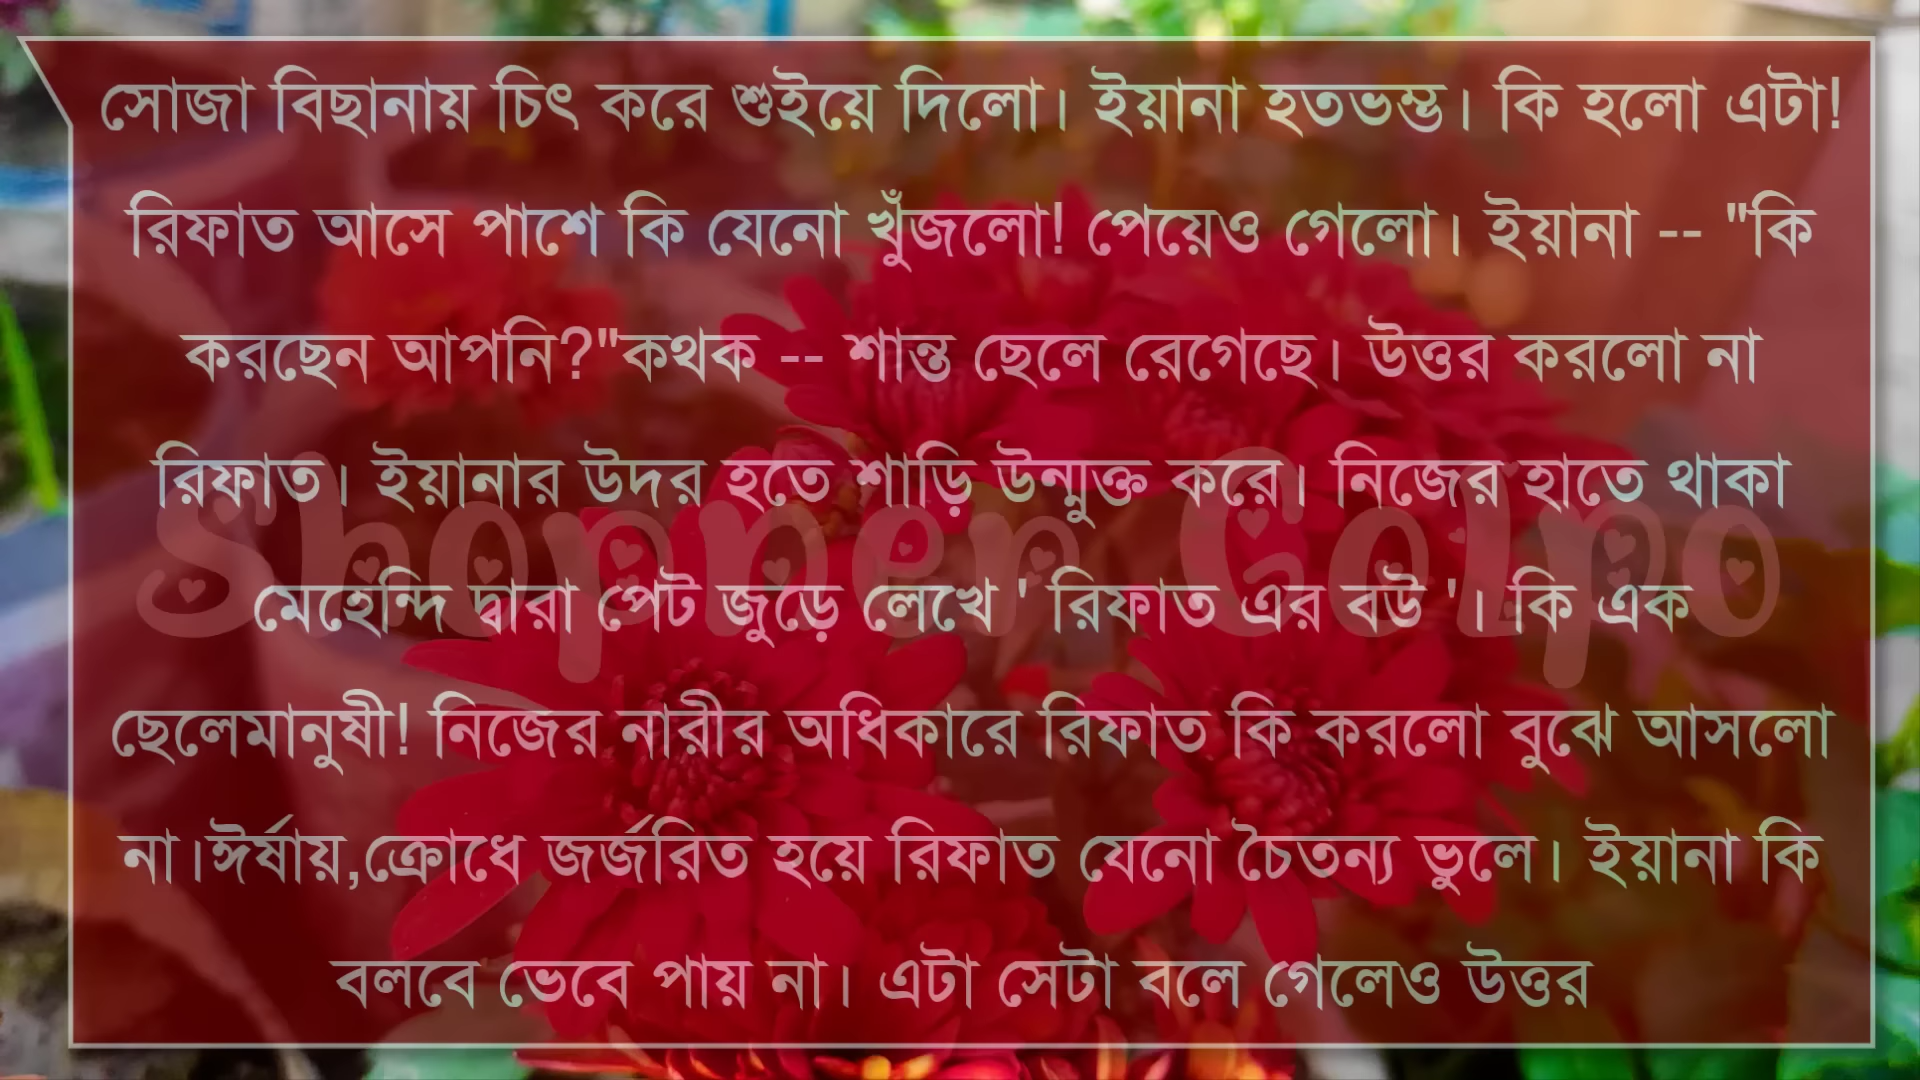 সোজা বিছানায় চিৎ করে শুইয়ে দিলো। ইয়ানা হতভম্ভ। কি হলো এটা!
রিফাত আসে পাশে কি যেনো খুঁজলো! পেয়েও গেলো। ইয়ানা -- "কি
করছেন আপনি?"কথক -- শান্ত ছেলে রেগেছে। উত্তর করলো না
রিফাত। ইয়ানার উদর হতে শাড়ি উন্মুক্ত করে। নিজের হাতে থাকা
Shopner Golpo
মেহেন্দি দ্বারা পেট জুড়ে লেখে ' রিফাত এর বউ '। কি এক
ছেলেমানুষী! নিজের নারীর অধিকারে রিফাত কি করলো বুঝে আসলো
না।ঈর্ষায়,ক্রোধে জর্জরিত হয়ে রিফাত যেনো চৈতন্য ভুলে। ইয়ানা কি
বলবে ভেবে পায় না। এটা সেটা বলে গেলেও উত্তর